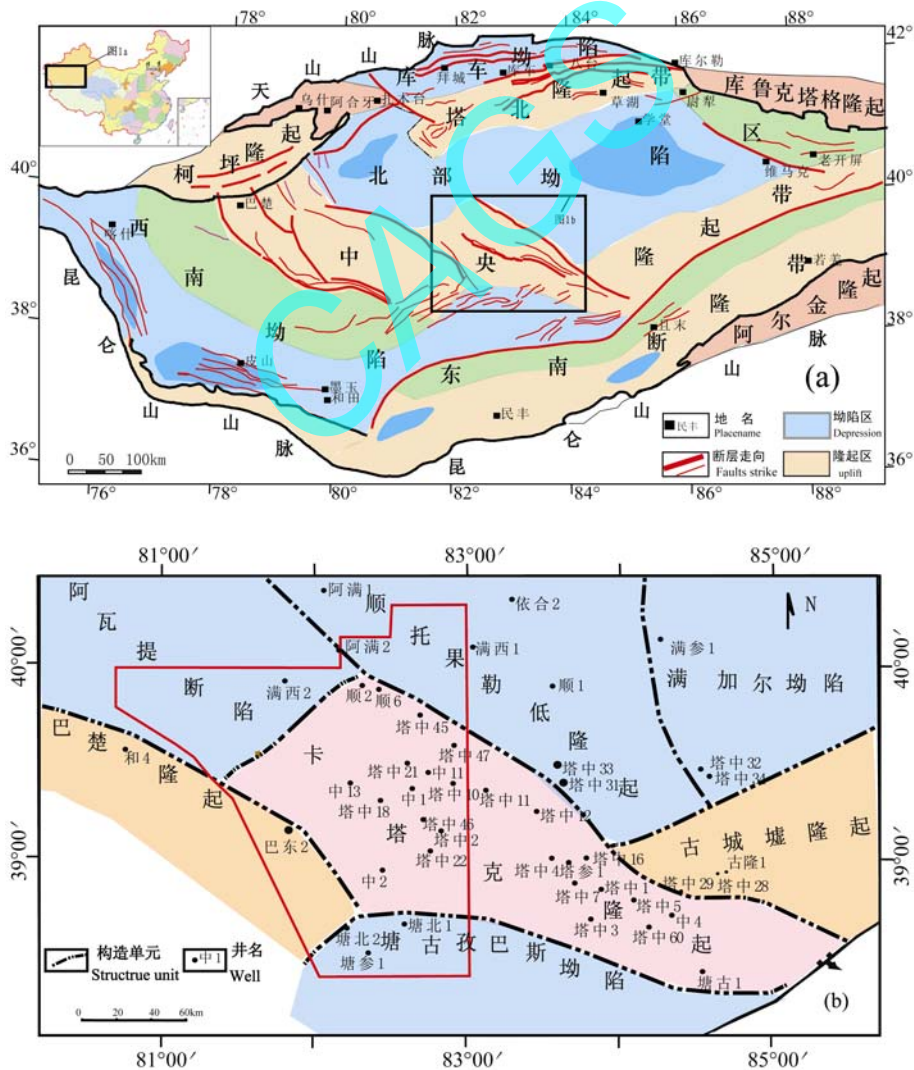 图1a
78° 80° 82° 84° 86° 88°
42°
40°
38°
36°
40°
38°
36°
42°
76° 78° 80° 82° 84° 86° 88°
天山山脉
库车坳陷
拜城
库车
库尔勒
乌什
阿合牙
塔北隆起带
草湖
尉犁
学堂
库鲁克塔格隆起
柯坪隆起
北部坳陷区
维马克
老开屏
巴楚
喀什
西南坳陷
中央隆起带
图1b
若羌
且末
阿尔金隆起
东南断隆带
皮山
墨玉
和田
民丰
昆仑山山脉
昆仑山山脉
CAGS
(a)
0 50 100km
民丰 地名
Placename
坳陷区
Depression
断层走向
Faults strike
隆起区
uplift
81°00′ 83°00′ 85°00′
40°00′
39°00′
40°00′
39°00′
81°00′ 83°00′ 85°00′
N
阿瓦提断陷
阿满1
阿满2
顺托果勒低隆起
依合2
满西1
满参1
满西2
顺2
顺6
顺1
满加尔坳陷
巴楚隆起
和4
塔中45
塔中47
卡塔克隆起
塔中21
中11
塔中33
塔中31
塔中32
塔中34
中13
中1
塔中10
塔中11
塔中18
塔中12
塔中46
塔中2
塔中22
巴东2
中2
塔中4
塔参1
塔中16
塔中7
塔中1
塔中29
塔中28
古隆1
古城墟隆起
塔中5
中4
塔中3
塔中60
塘北2
塘北1
塘参1
塘古孜巴斯坳陷
塘古1
构造单元
Structrue unit
中1 井名
Well
0 20 40 60km
(b)